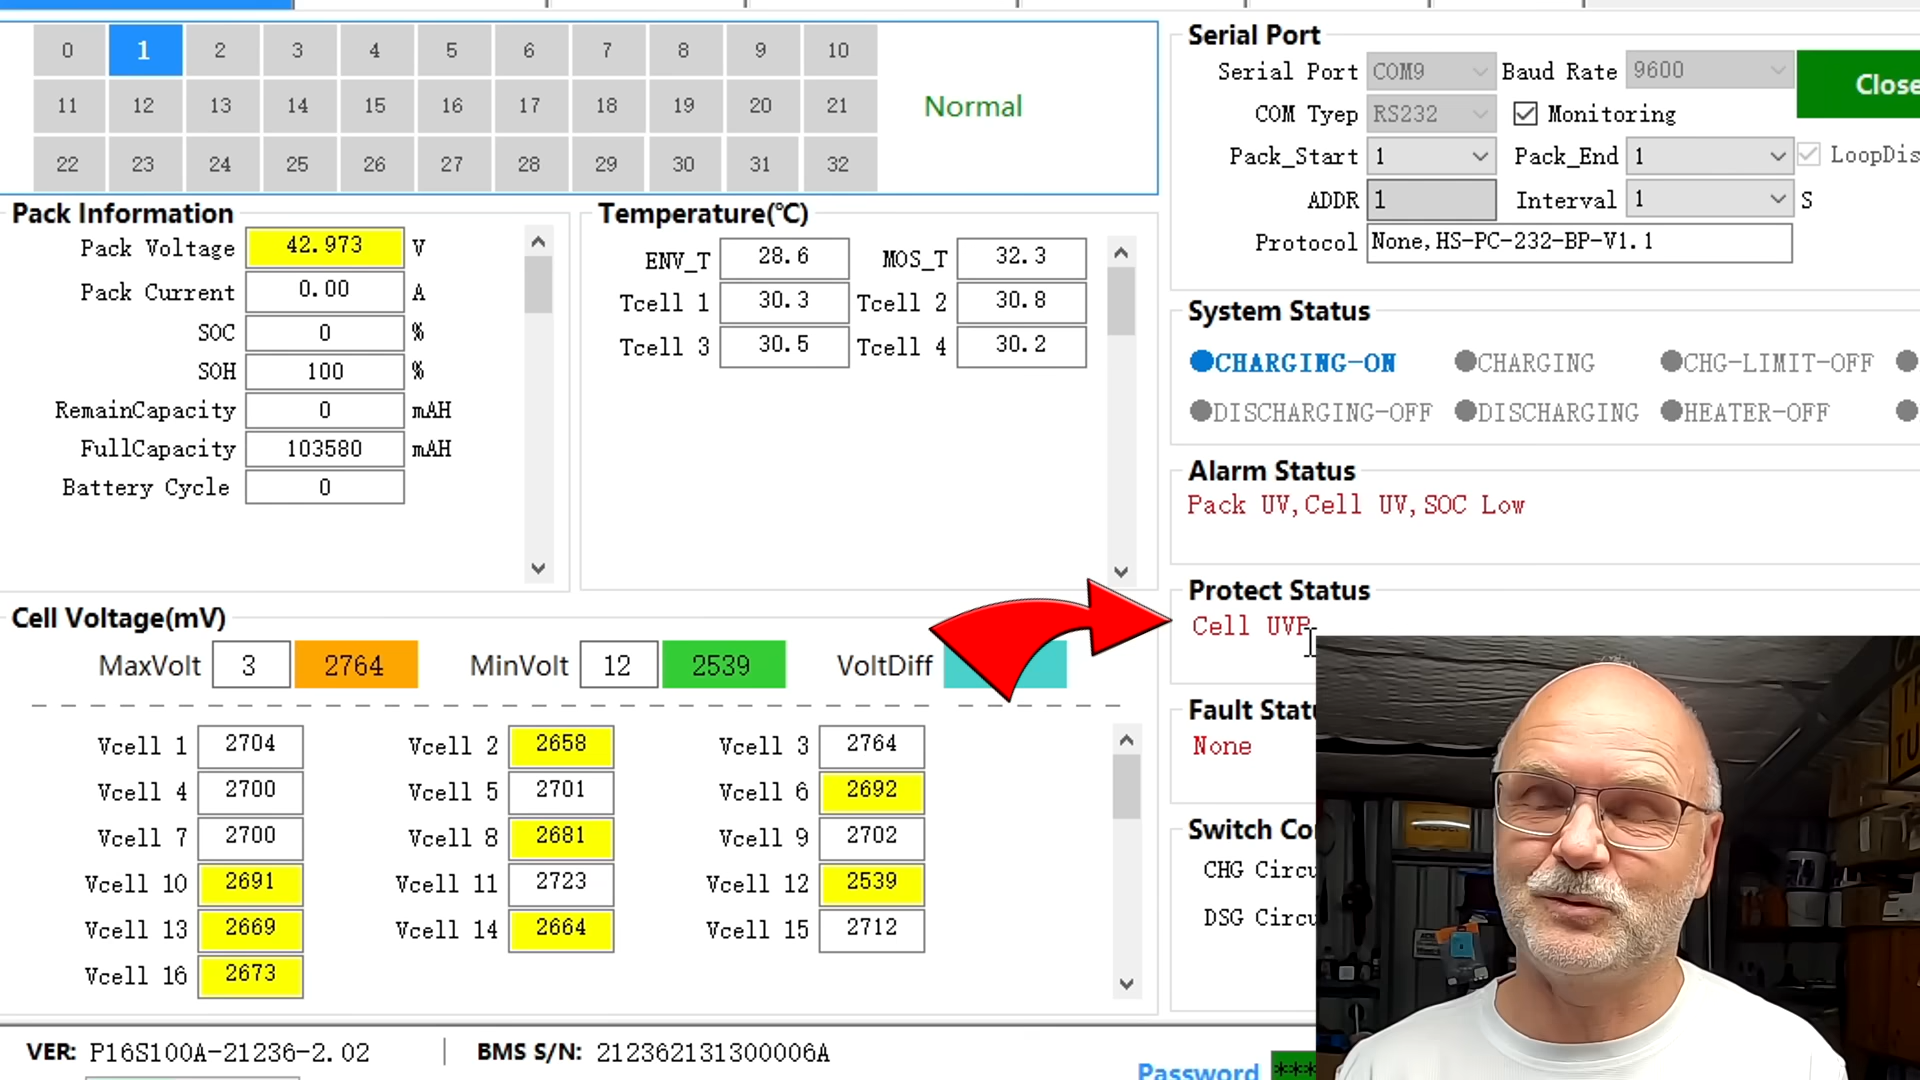 0 1 2 3 4 5 6 7 8 9 10
11 12 13 14 15 16 17 18 19 20 21
22 23 24 25 26 27 28 29 30 31 32
Normal
Serial Port
Serial Port COM9 Baud Rate 9600
Close
COM Tyep RS232 Monitoring
Pack_Start 1 Pack_End 1 LoopDis
ADDR 1 Interval 1 S
Protocol None,HS-PC-232-BP-V1.1
Pack Information
Pack Voltage 42.973 V
Pack Current 0.00 A
SOC 0 %
SOH 100 %
RemainCapacity 0 mAH
FullCapacity 103580 mAH
Battery Cycle 0
Temperature(℃)
ENV_T 28.6 MOS_T 32.3
Tcell 1 30.3 Tcell 2 30.8
Tcell 3 30.5 Tcell 4 30.2
System Status
CHARGING-ON CHARGING CHG-LIMIT-OFF
DISCHARGING-OFF DISCHARGING HEATER-OFF
Alarm Status
Pack UV,Cell UV,SOC Low
Protect Status
Cell UVP
Fault Statu
None
Switch Co
CHG Circu
DSG Circu
Cell Voltage(mV)
MaxVolt 3 2764 MinVolt 12 2539 VoltDiff
Vcell 1 2704 Vcell 2 2658 Vcell 3 2764
Vcell 4 2700 Vcell 5 2701 Vcell 6 2692
Vcell 7 2700 Vcell 8 2681 Vcell 9 2702
Vcell 10 2691 Vcell 11 2723 Vcell 12 2539
Vcell 13 2669 Vcell 14 2664 Vcell 15 2712
Vcell 16 2673
VER: P16S100A-21236-2.02 BMS S/N: 212362131300006A
Password ***